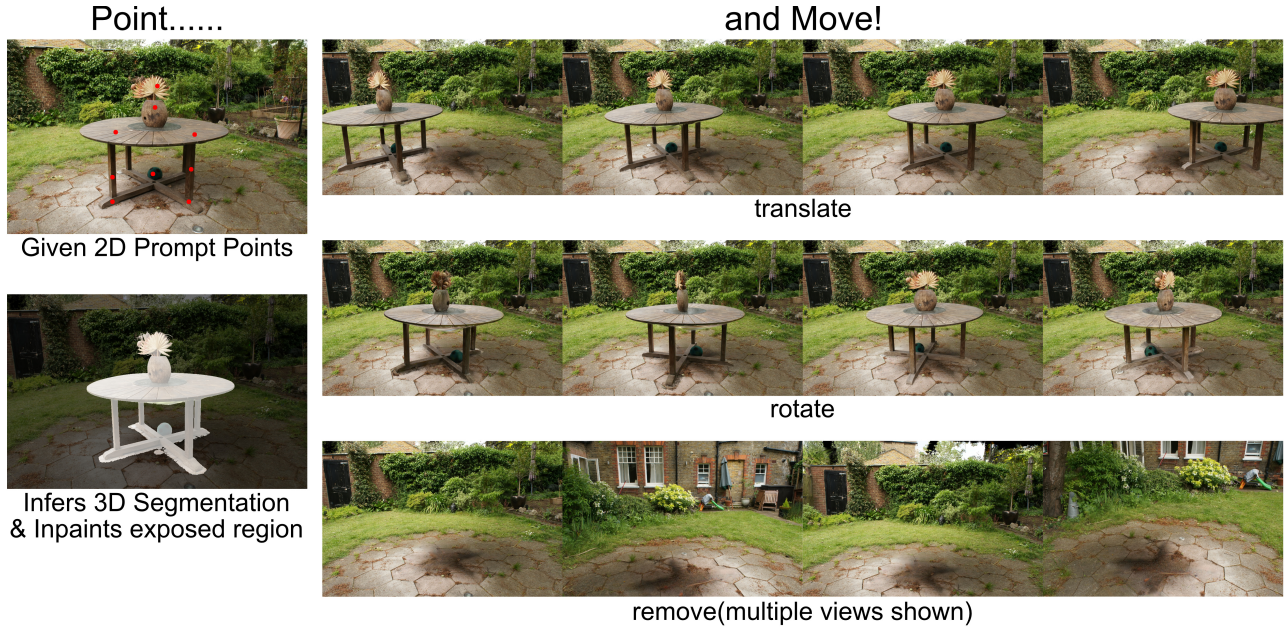 Point......
and Move!
Given 2D Prompt Points
translate
rotate
Infers 3D Segmentation
& Inpaints exposed region
remove(multiple views shown)